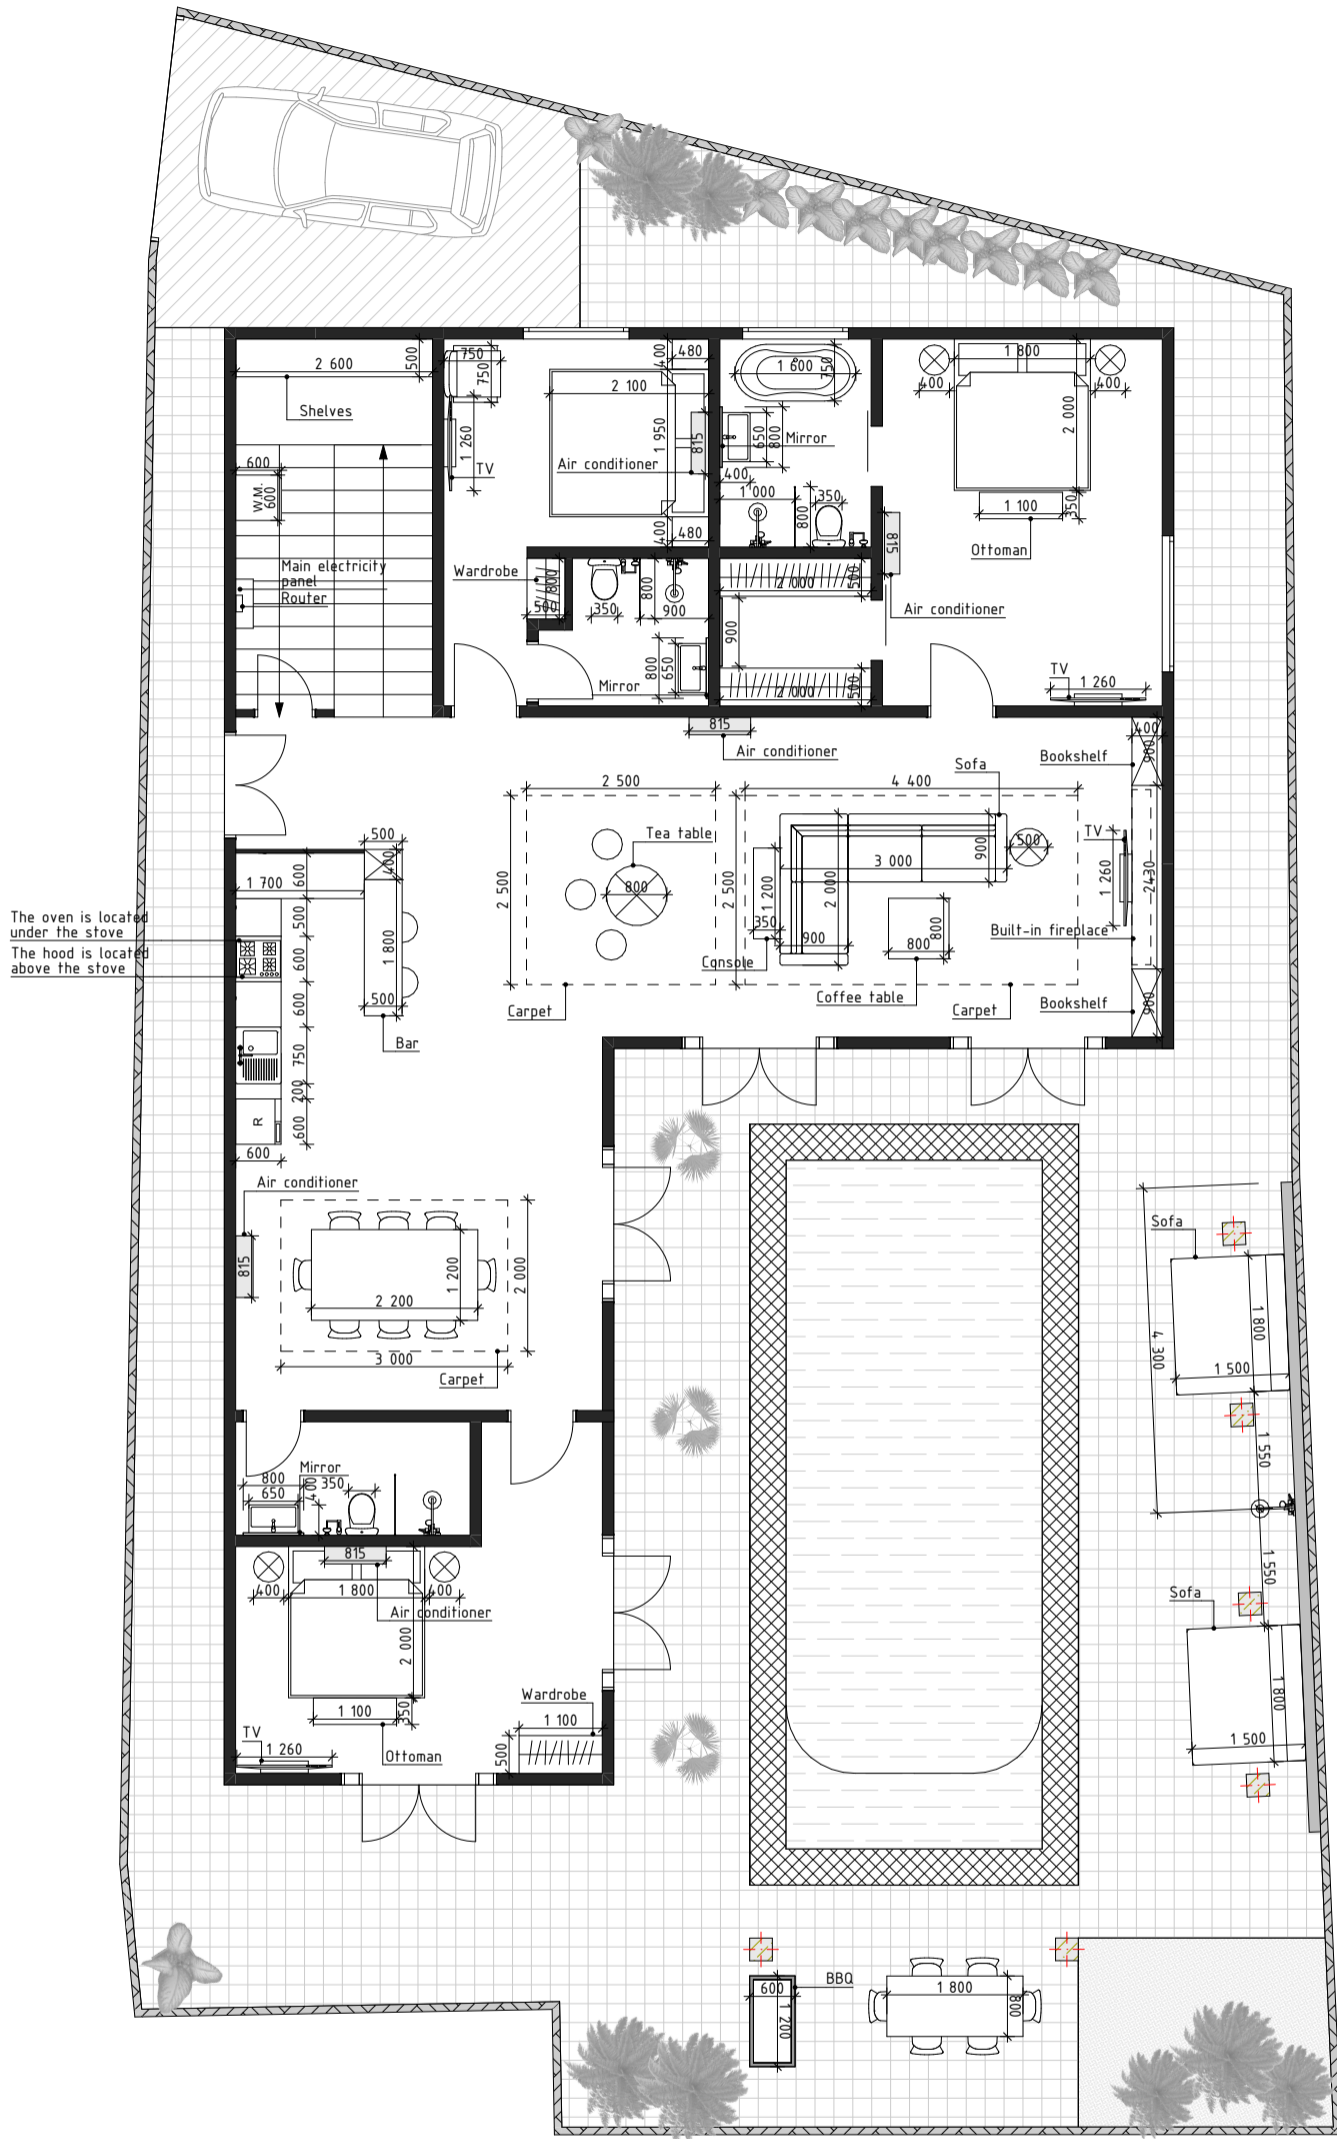 2 600
500
Shelves
600
W.M.
600
Main electricity
panel
Router
750
750
1 260
TV
400
480
2 100
1 950
815
Air conditioner
400
480
Wardrobe
800
500
350
800
900
800
650
Mirror
1 600
750
650
800
Mirror
400
1 000
800
350
2 000
500
900
2 000
500
1 800
400
400
2 000
1 100
350
Ottoman
815
Air conditioner
TV
1 260
815
Air conditioner
2 500
2 500
Tea table
800
Carpet
4 400
2 500
Sofa
3 000
900
500
2 000
1 200
350
900
Console
800
800
Coffee table
Carpet
400
900
Bookshelf
TV
1 260
2430
Built-in fireplace
Bookshelf
900
500
400
1 700
600
500
600
600
750
200
600
1 800
500
Bar
The oven is located
under the stove
The hood is located
above the stove
R
600
Air conditioner
815
2 200
1 200
2 000
3 000
Carpet
Mirror
800
650
400
350
815
400
1 800
400
Air conditioner
2 000
1 100
350
Ottoman
TV
1 260
Wardrobe
1 100
500
Sofa
1 800
1 500
4 300
1 550
1 550
Sofa
1 800
1 500
BBQ
600
1 200
1 800
800